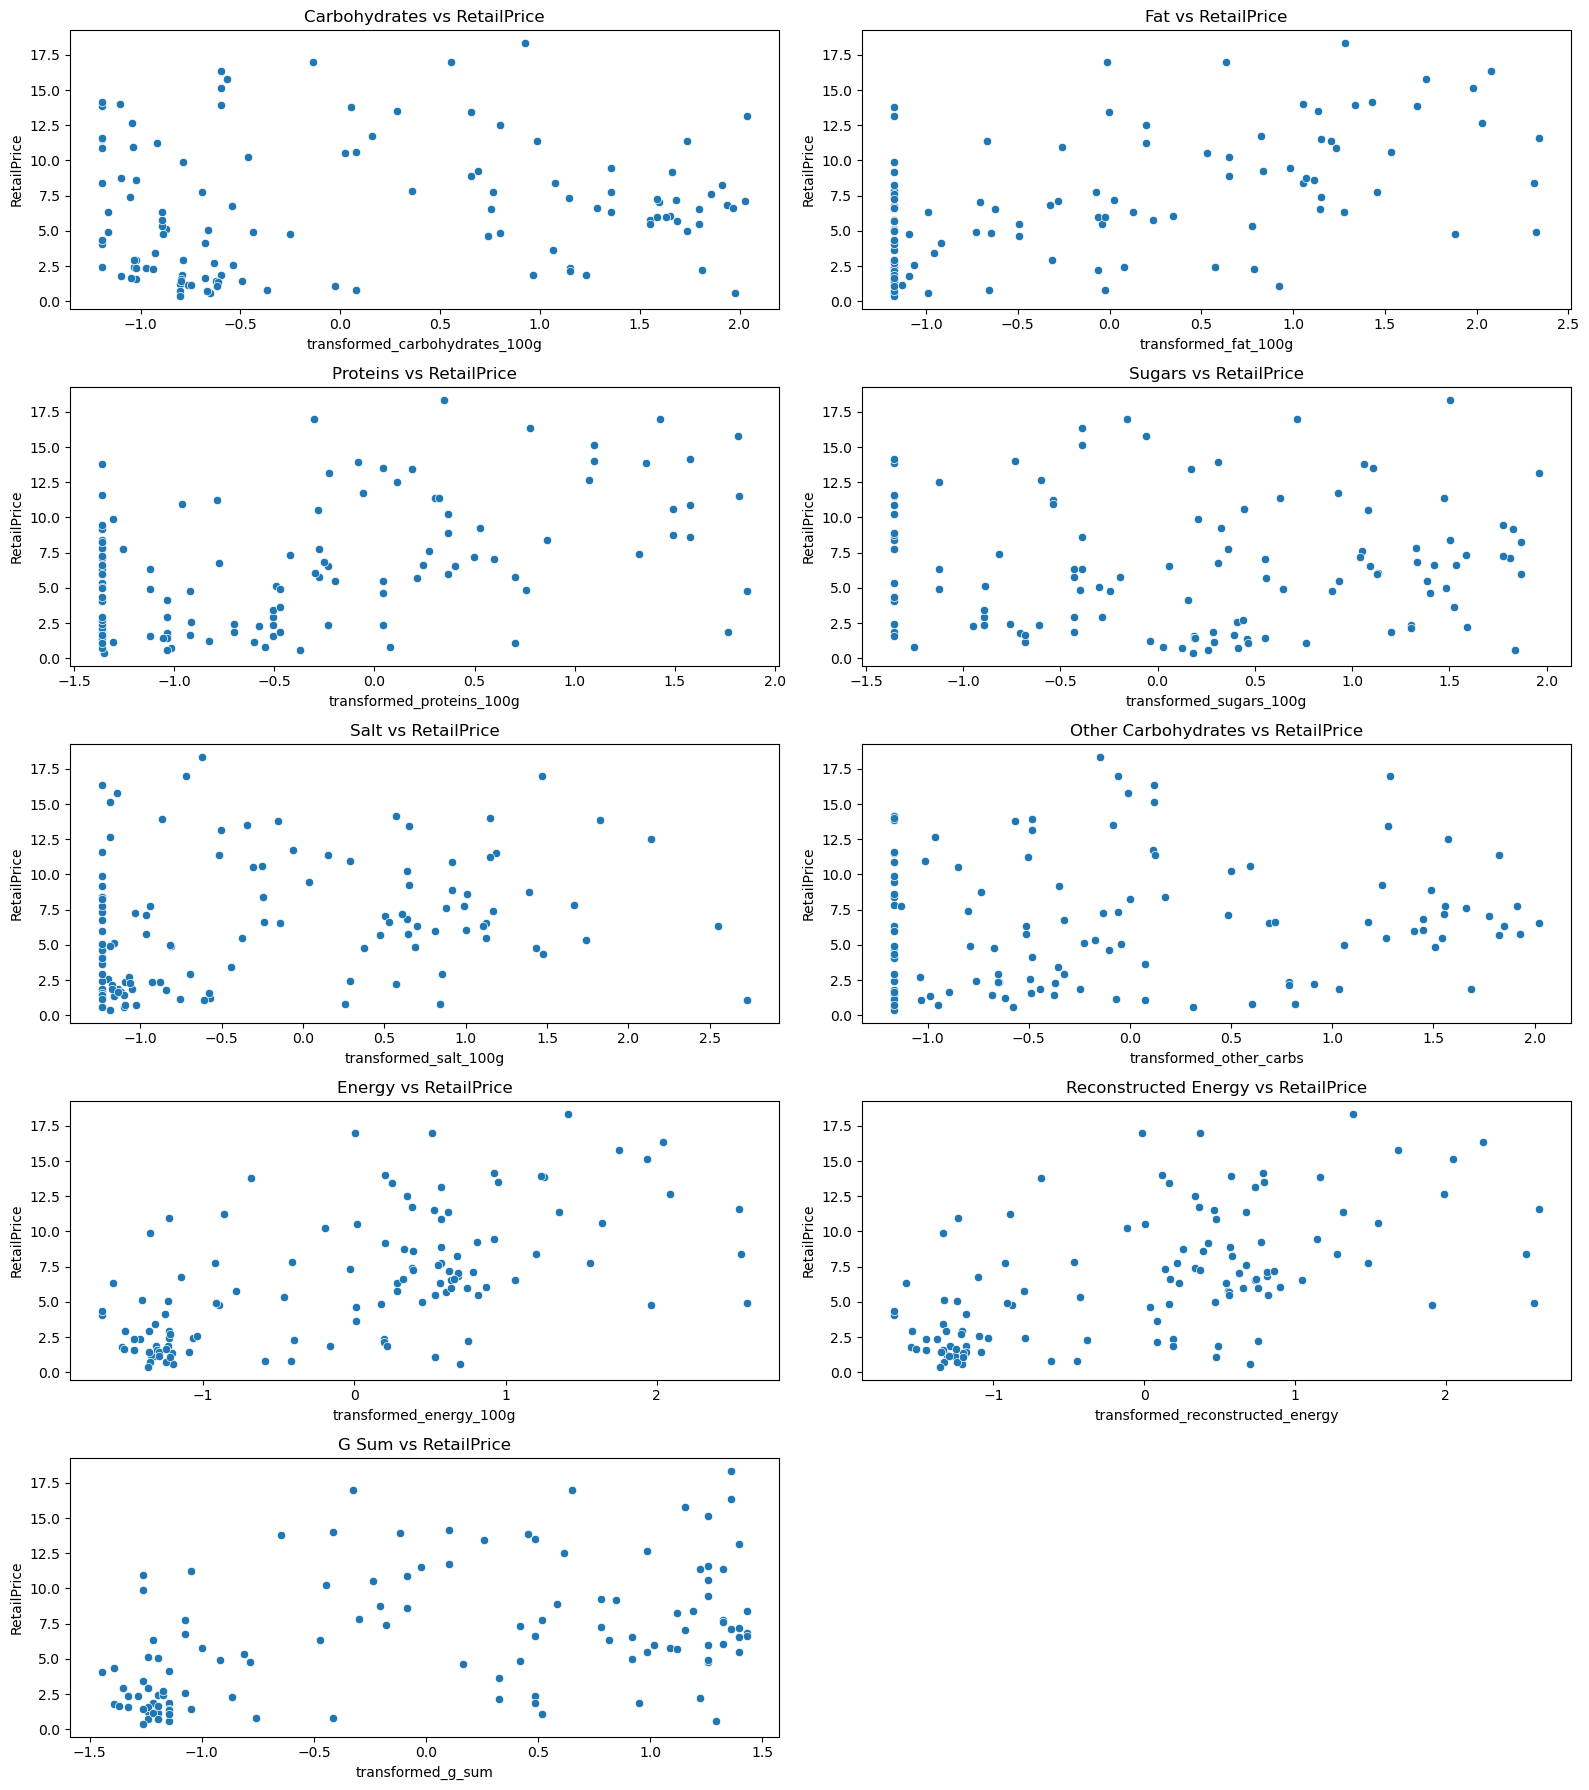 Carbohydrates vs RetailPrice
RetailPrice
17.5
15.0
12.5
10.0
7.5
5.0
2.5
0.0
−1.0 −0.5 0.0 0.5 1.0 1.5 2.0
transformed_carbohydrates_100g
Fat vs RetailPrice
RetailPrice
17.5
15.0
12.5
10.0
7.5
5.0
2.5
0.0
−1.0 −0.5 0.0 0.5 1.0 1.5 2.0 2.5
transformed_fat_100g
Proteins vs RetailPrice
RetailPrice
17.5
15.0
12.5
10.0
7.5
5.0
2.5
0.0
−1.5 −1.0 −0.5 0.0 0.5 1.0 1.5 2.0
transformed_proteins_100g
Sugars vs RetailPrice
RetailPrice
17.5
15.0
12.5
10.0
7.5
5.0
2.5
0.0
−1.5 −1.0 −0.5 0.0 0.5 1.0 1.5 2.0
transformed_sugars_100g
Salt vs RetailPrice
RetailPrice
17.5
15.0
12.5
10.0
7.5
5.0
2.5
0.0
−1.0 −0.5 0.0 0.5 1.0 1.5 2.0 2.5
transformed_salt_100g
Other Carbohydrates vs RetailPrice
RetailPrice
17.5
15.0
12.5
10.0
7.5
5.0
2.5
0.0
−1.0 −0.5 0.0 0.5 1.0 1.5 2.0
transformed_other_carbs
Energy vs RetailPrice
RetailPrice
17.5
15.0
12.5
10.0
7.5
5.0
2.5
0.0
−1 0 1 2
transformed_energy_100g
Reconstructed Energy vs RetailPrice
RetailPrice
17.5
15.0
12.5
10.0
7.5
5.0
2.5
0.0
−1 0 1 2
transformed_reconstructed_energy
G Sum vs RetailPrice
RetailPrice
17.5
15.0
12.5
10.0
7.5
5.0
2.5
0.0
−1.5 −1.0 −0.5 0.0 0.5 1.0 1.5
transformed_g_sum